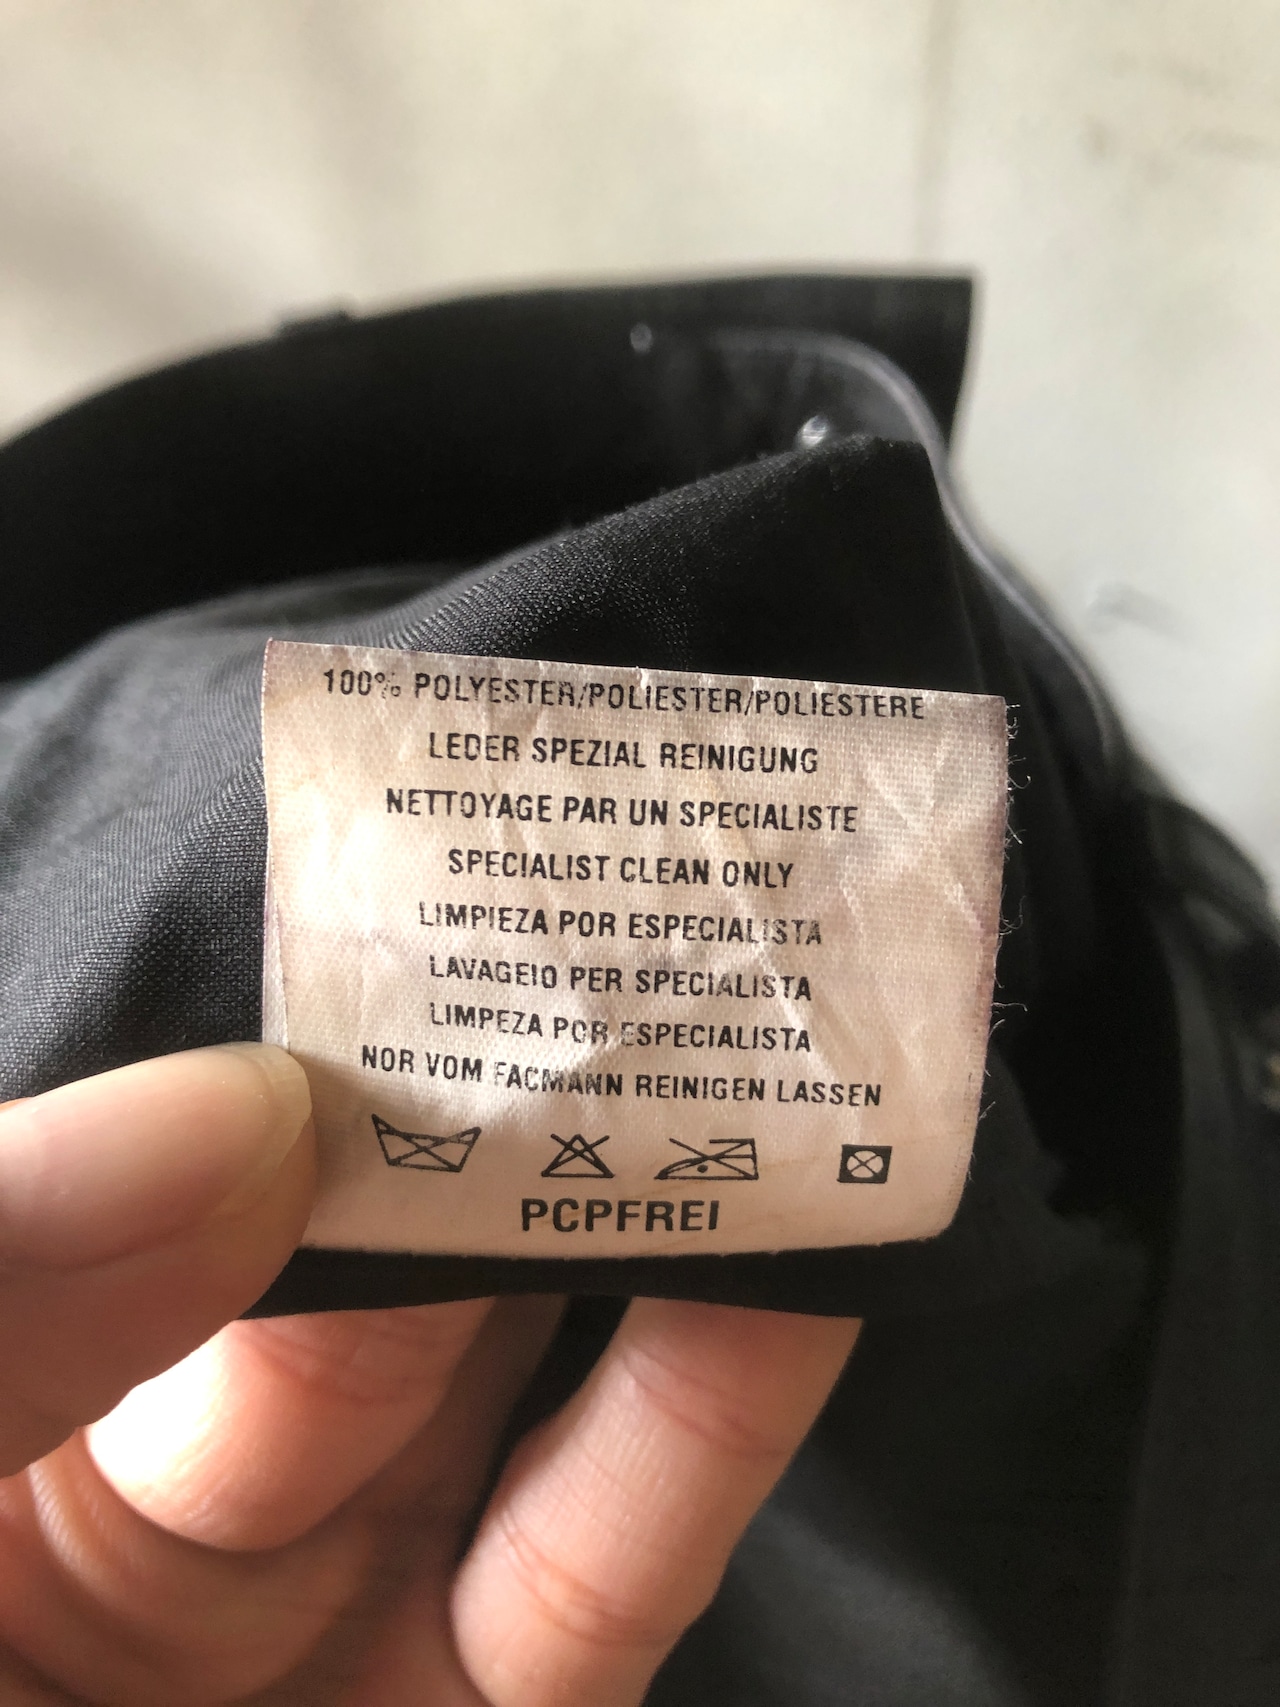 100% POLYESTER/POLIESTER/POLIESTERE
LEDER SPEZIAL REINIGUNG
NETTOYAGE PAR UN SPECIALISTE
SPECIALIST CLEAN ONLY
LIMPIEZA POR ESPECIALISTA
LAVAGEIO PER SPECIALISTA
LIMPEZA POR ESPECIALISTA
NOR VOM FACMANN REINIGEN LASSEN
PCPFREI